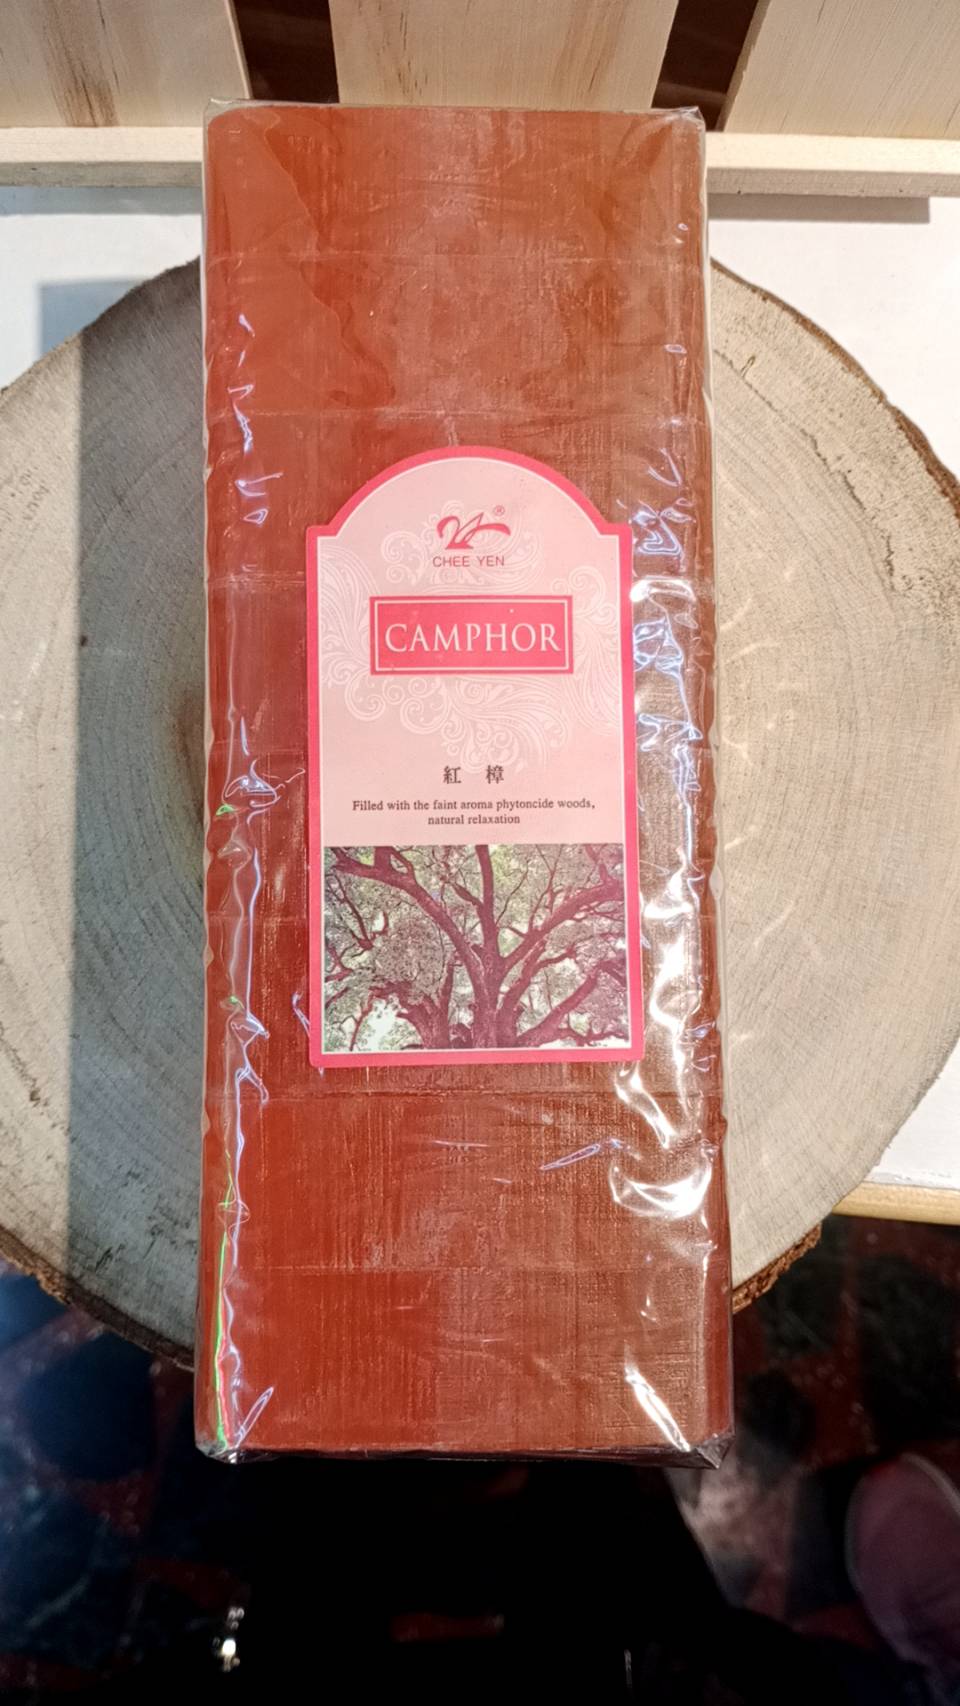 ®
CHEE YEN
CAMPHOR
紅樟
Filled with the faint aroma phytoncide woods,
natural relaxation